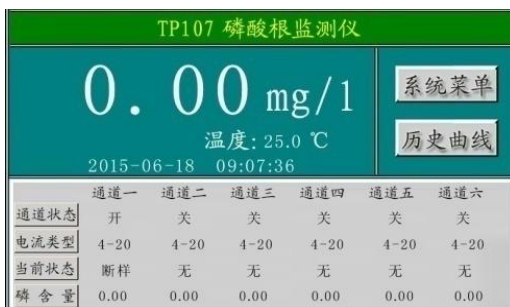 TP107 磷酸根监测仪
0.00 mg/l
系统菜单
温度:25.0 ℃
历史曲线
2015-06-18 09:07:36
通道一 通道二 通道三 通道四 通道五 通道六
通道状态 开 关 关 关 关 关
电流类型 4-20 4-20 4-20 4-20 4-20 4-20
当前状态 断样 无 无 无 无 无
磷含量 0.00 0.00 0.00 0.00 0.00 0.00